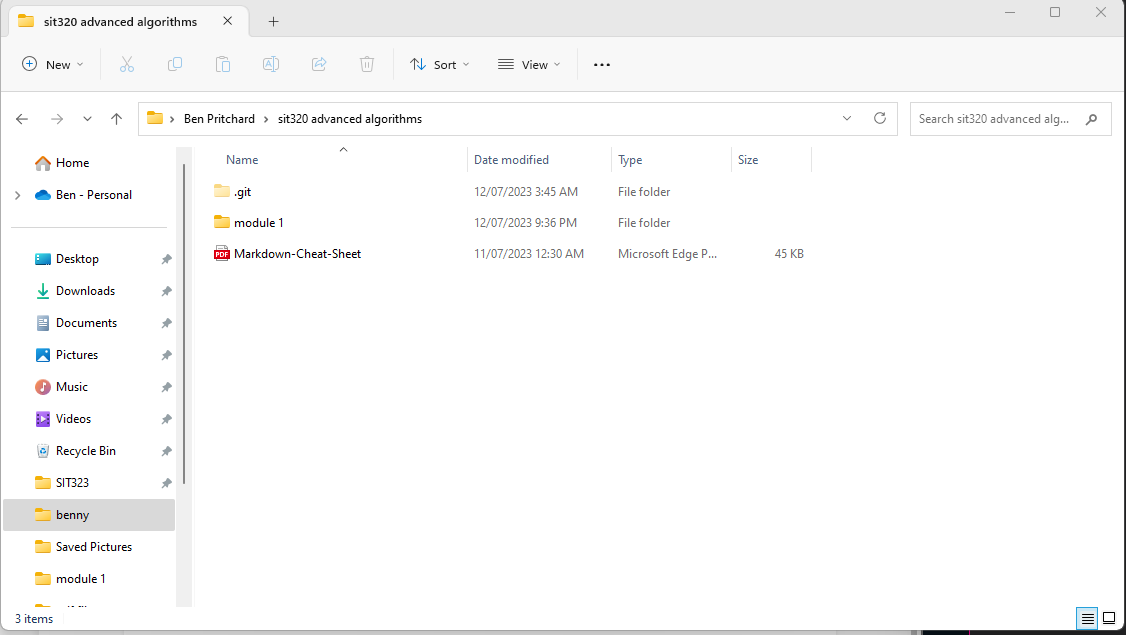 sit320 advanced algorithms
New
Sort
View
Ben Pritchard > sit320 advanced algorithms
Search sit320 advanced alg...
Name Date modified Type Size
.git 12/07/2023 3:45 AM File folder
module 1 12/07/2023 9:36 PM File folder
PDF Markdown-Cheat-Sheet 11/07/2023 12:30 AM Microsoft Edge P... 45 KB
Home
Ben - Personal
Desktop
Downloads
Documents
Pictures
Music
Videos
Recycle Bin
SIT323
benny
Saved Pictures
module 1
3 items